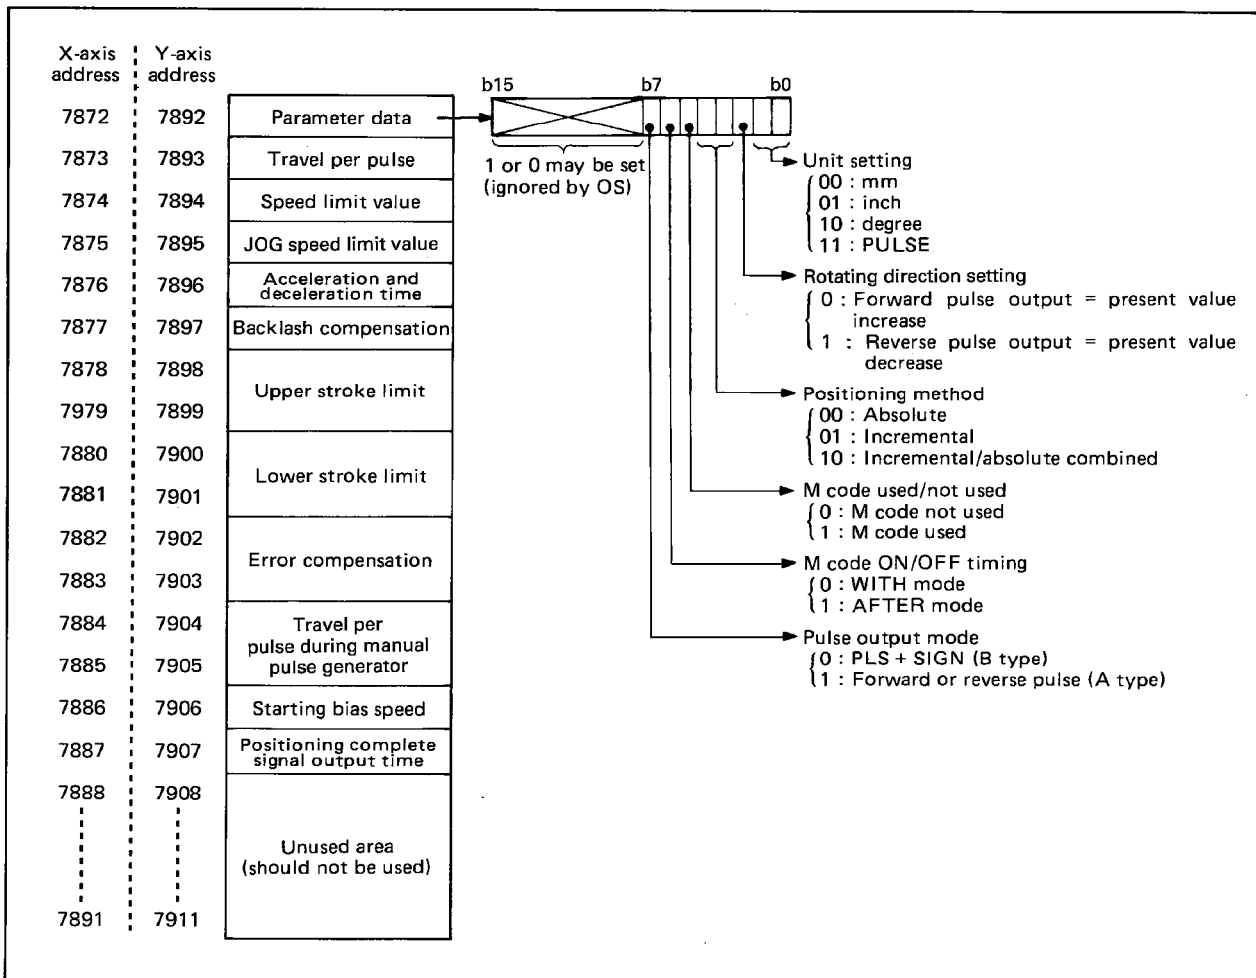 X-axis address
Y-axis address
b15
b7
b0
7872
7892
Parameter data
7873
7893
Travel per pulse
1 or 0 may be set
(ignored by OS)
7874
7894
Speed limit value
7875
7895
JOG speed limit value
7876
7896
Acceleration and
deceleration time
7877
7897
Backlash compensation
7878
7898
Upper stroke limit
7979
7899
7880
7900
Lower stroke limit
7881
7901
7882
7902
Error compensation
7883
7903
7884
7904
Travel per
pulse during manual
pulse generator
7885
7905
7886
7906
Starting bias speed
7887
7907
Positioning complete
signal output time
7888
7908
Unused area
(should not be used)
7891
7911
Unit setting
00 : mm
01 : inch
10 : degree
11 : PULSE
Rotating direction setting
0 : Forward pulse output = present value
increase
1 : Reverse pulse output = present value
decrease
Positioning method
00 : Absolute
01 : Incremental
10 : Incremental/absolute combined
M code used/not used
0 : M code not used
1 : M code used
M code ON/OFF timing
0 : WITH mode
1 : AFTER mode
Pulse output mode
0 : PLS + SIGN (B type)
1 : Forward or reverse pulse (A type)